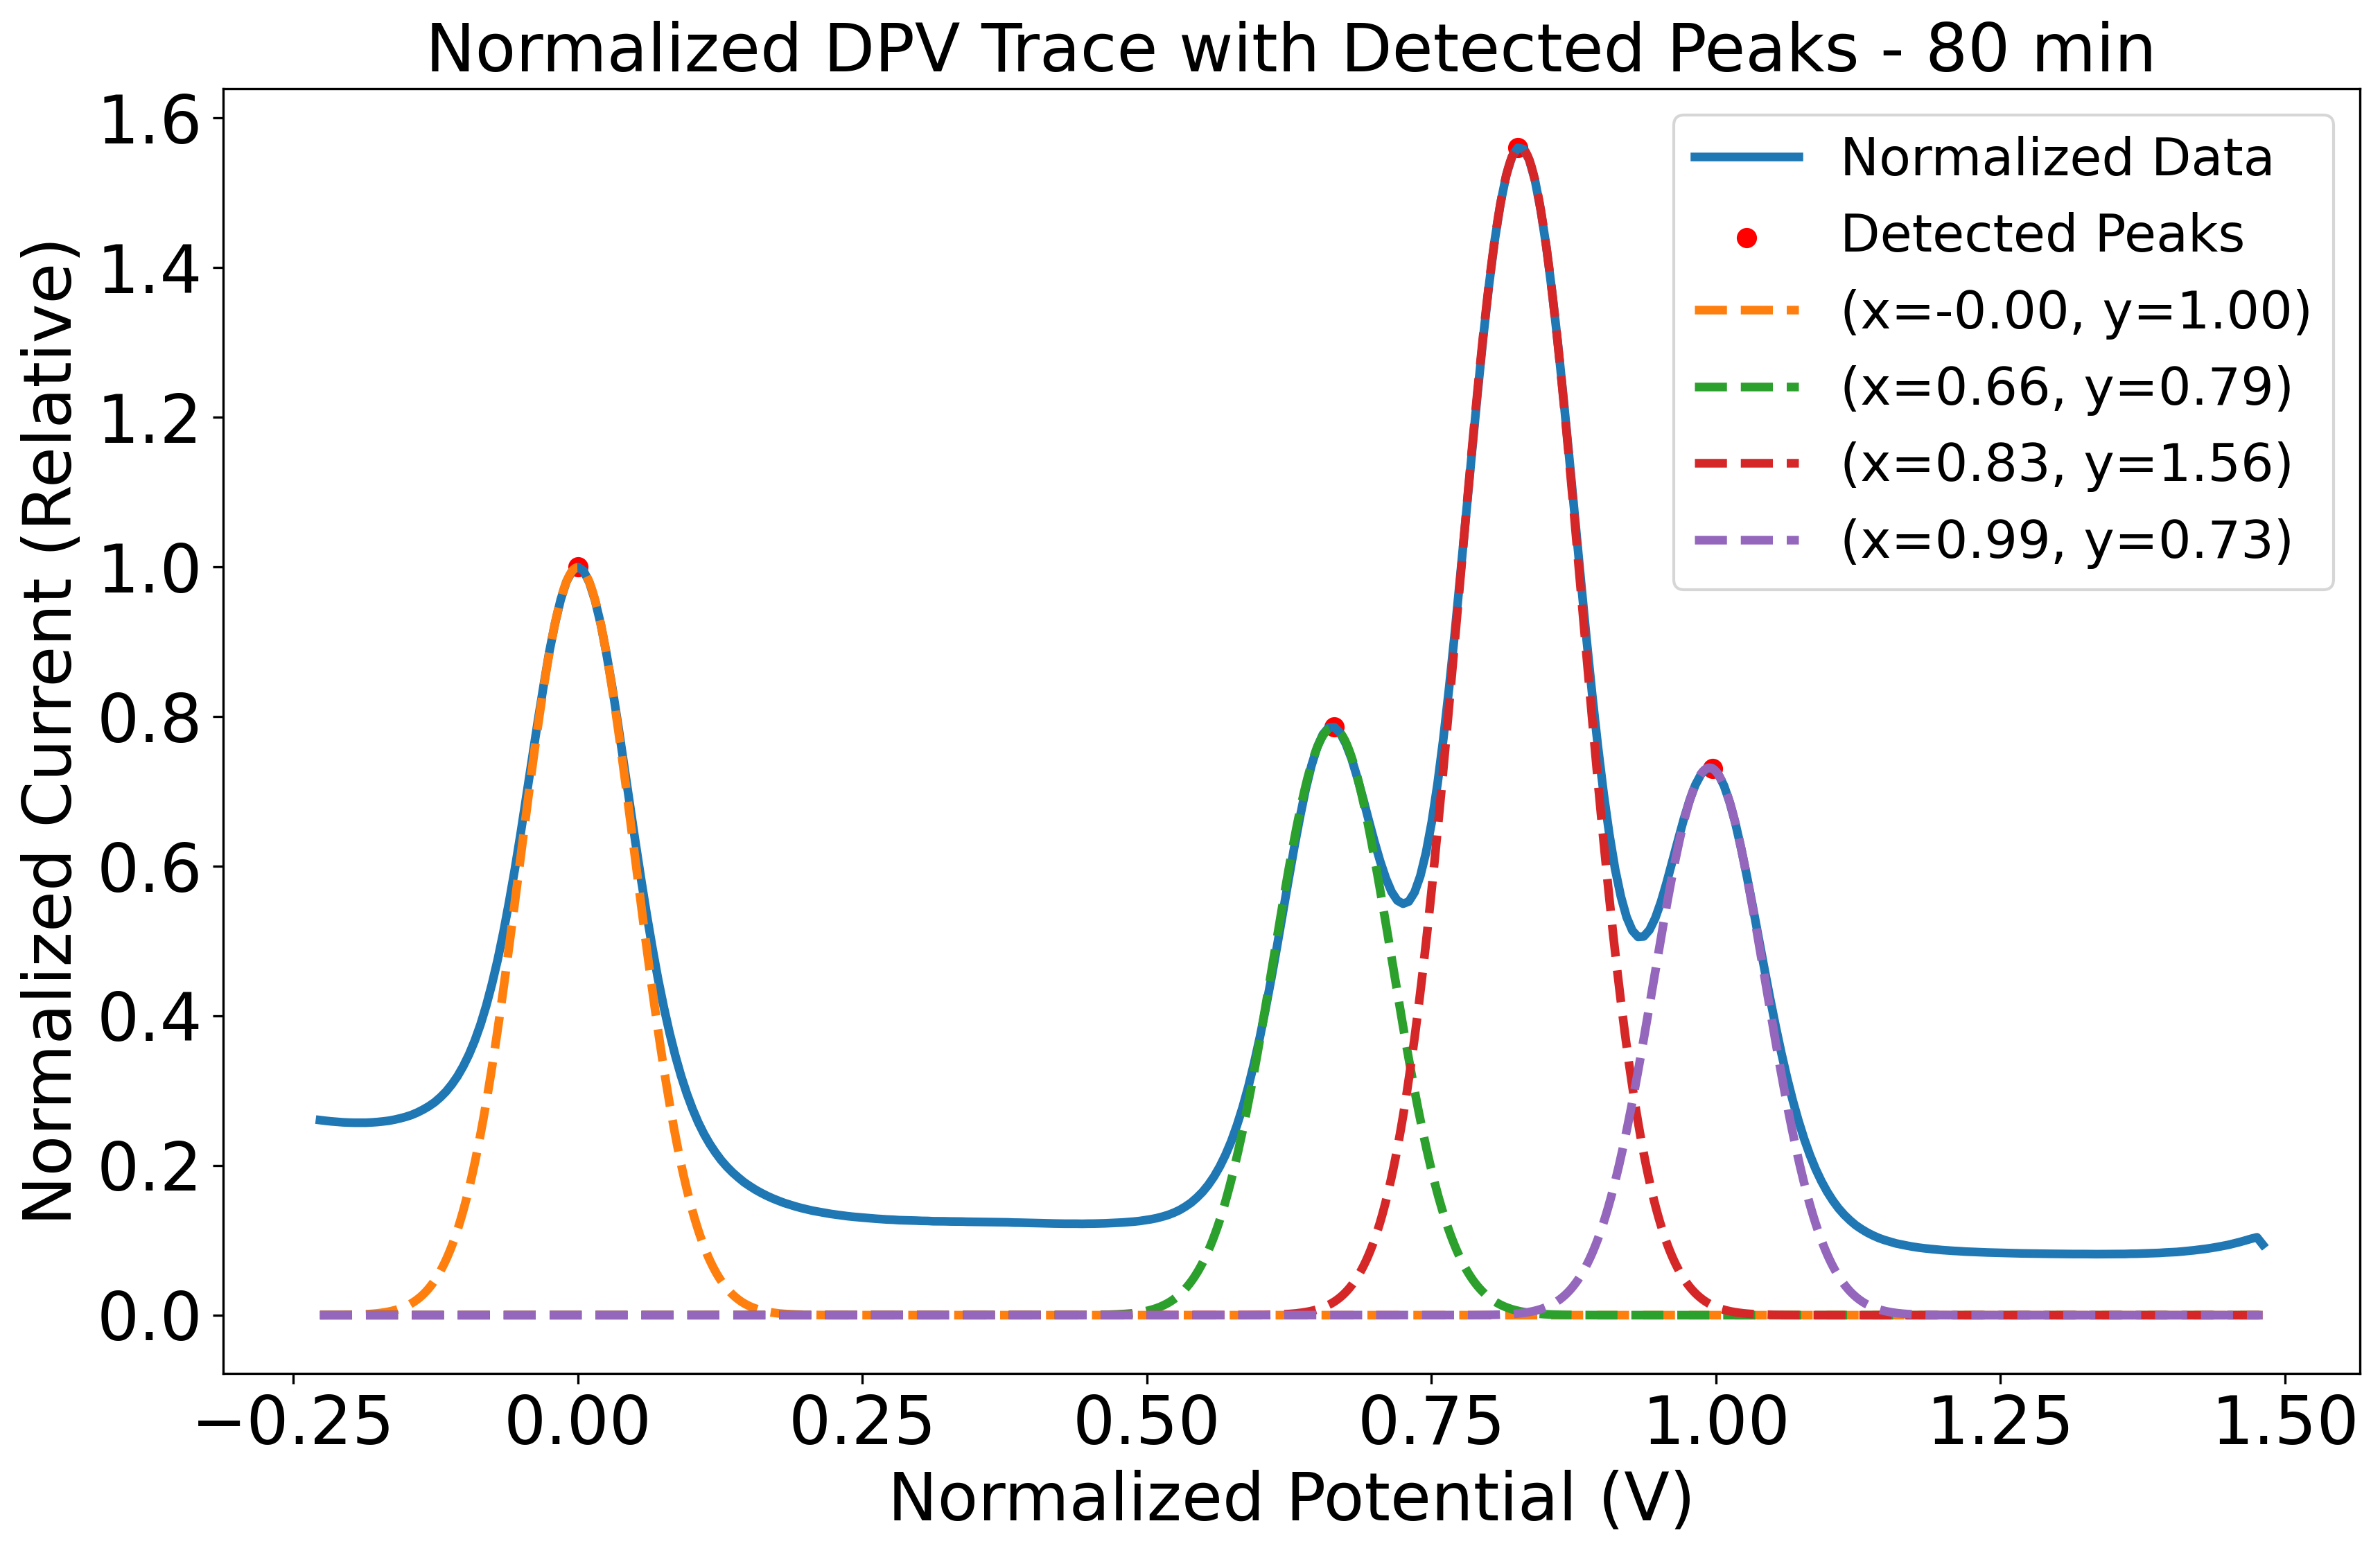 Normalized DPV Trace with Detected Peaks - 80 min
Normalized Current (Relative)
1.6
1.4
1.2
1.0
0.8
0.6
0.4
0.2
0.0
Normalized Data
Detected Peaks
(x=-0.00, y=1.00)
(x=0.66, y=0.79)
(x=0.83, y=1.56)
(x=0.99, y=0.73)
−0.25 0.00 0.25 0.50 0.75 1.00 1.25 1.50
Normalized Potential (V)